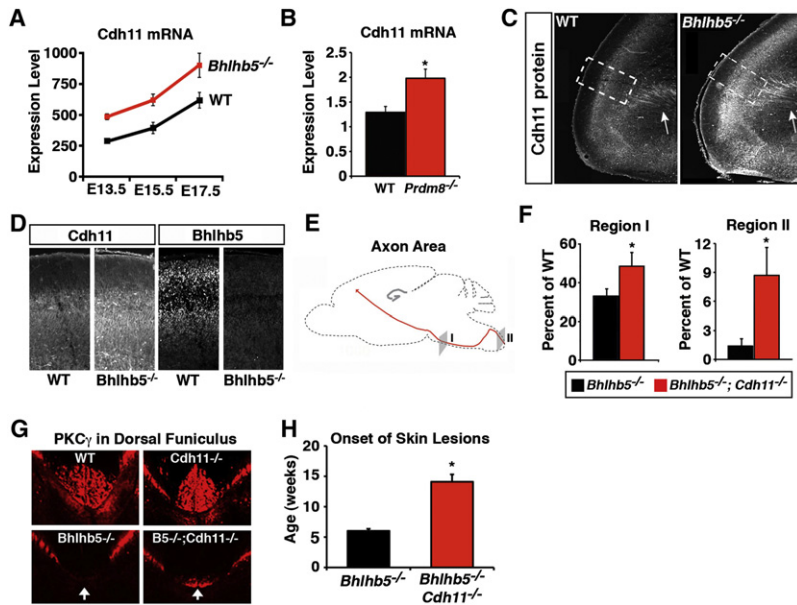 A
Cdh11 mRNA
Expression Level
1000
750
500
250
0
E13.5 E15.5 E17.5
Bhlhb5-/-
WT
B
Cdh11 mRNA
Expression Level
2.5
2
1.5
1
0.5
0
*
WT Prdm8-/-
C
Cdh11 protein
WT
Bhlhb5-/-
D
Cdh11 Bhlhb5
WT Bhlhb5-/- WT Bhlhb5-/-
E
Axon Area
I
II
F
Region I
Percent of WT
60
40
20
0
*
Region II
Percent of WT
12
9
6
3
0
*
Bhlhb5-/- Bhlhb5-/-; Cdh11-/-
G
PKCγ in Dorsal Funiculus
WT Cdh11-/-
Bhlhb5-/- B5-/-;Cdh11-/-
H
Onset of Skin Lesions
Age (weeks)
20
15
10
5
0
*
Bhlhb5-/- Bhlhb5-/-
Cdh11-/-